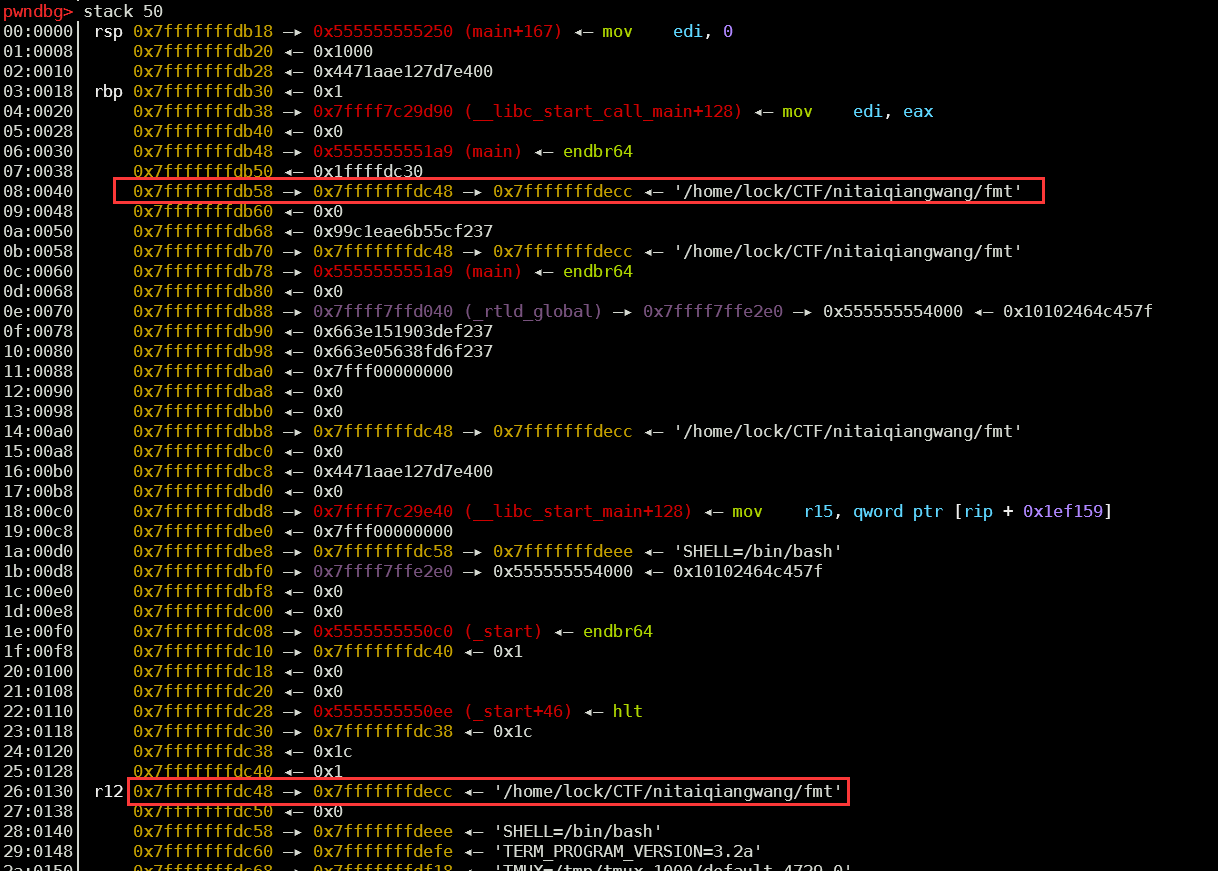 pwndbg> stack 50
00:0000│ rsp 0x7fffffffdb18 —▸ 0x555555555250 (main+167) ◂— mov    edi, 0
01:0008│     0x7fffffffdb20 ◂— 0x1000
02:0010│     0x7fffffffdb28 ◂— 0x4471aae127d7e400
03:0018│ rbp 0x7fffffffdb30 ◂— 0x1
04:0020│     0x7fffffffdb38 —▸ 0x7ffff7c29d90 (__libc_start_call_main+128) ◂— mov    edi, eax
05:0028│     0x7fffffffdb40 ◂— 0x0
06:0030│     0x7fffffffdb48 —▸ 0x5555555551a9 (main) ◂— endbr64
07:0038│     0x7fffffffdb50 ◂— 0x1ffffdc30
08:0040│     0x7fffffffdb58 —▸ 0x7fffffffdc48 —▸ 0x7fffffffdecc ◂— '/home/lock/CTF/nitaiqiangwang/fmt'
09:0048│     0x7fffffffdb60 ◂— 0x0
0a:0050│     0x7fffffffdb68 ◂— 0x99c1eae6b55cf237
0b:0058│     0x7fffffffdb70 —▸ 0x7fffffffdc48 —▸ 0x7fffffffdecc ◂— '/home/lock/CTF/nitaiqiangwang/fmt'
0c:0060│     0x7fffffffdb78 —▸ 0x5555555551a9 (main) ◂— endbr64
0d:0068│     0x7fffffffdb80 ◂— 0x0
0e:0070│     0x7fffffffdb88 —▸ 0x7ffff7ffd040 (_rtld_global) —▸ 0x7ffff7ffe2e0 —▸ 0x555555554000 ◂— 0x10102464c457f
0f:0078│     0x7fffffffdb90 ◂— 0x663e151903def237
10:0080│     0x7fffffffdb98 ◂— 0x663e05638fd6f237
11:0088│     0x7fffffffdba0 ◂— 0x7fff00000000
12:0090│     0x7fffffffdba8 ◂— 0x0
13:0098│     0x7fffffffdbb0 ◂— 0x0
14:00a0│     0x7fffffffdbb8 —▸ 0x7fffffffdc48 —▸ 0x7fffffffdecc ◂— '/home/lock/CTF/nitaiqiangwang/fmt'
15:00a8│     0x7fffffffdbc0 ◂— 0x0
16:00b0│     0x7fffffffdbc8 ◂— 0x4471aae127d7e400
17:00b8│     0x7fffffffdbd0 ◂— 0x0
18:00c0│     0x7fffffffdbd8 —▸ 0x7ffff7c29e40 (__libc_start_main+128) ◂— mov    r15, qword ptr [rip + 0x1ef159]
19:00c8│     0x7fffffffdbe0 ◂— 0x7fff00000000
1a:00d0│     0x7fffffffdbe8 —▸ 0x7fffffffdc58 —▸ 0x7fffffffdeee ◂— 'SHELL=/bin/bash'
1b:00d8│     0x7fffffffdbf0 —▸ 0x7ffff7ffe2e0 —▸ 0x555555554000 ◂— 0x10102464c457f
1c:00e0│     0x7fffffffdbf8 ◂— 0x0
1d:00e8│     0x7fffffffdc00 ◂— 0x0
1e:00f0│     0x7fffffffdc08 —▸ 0x5555555550c0 (_start) ◂— endbr64
1f:00f8│     0x7fffffffdc10 —▸ 0x7fffffffdc40 ◂— 0x1
20:0100│     0x7fffffffdc18 ◂— 0x0
21:0108│     0x7fffffffdc20 ◂— 0x0
22:0110│     0x7fffffffdc28 —▸ 0x5555555550ee (_start+46) ◂— hlt
23:0118│     0x7fffffffdc30 —▸ 0x7fffffffdc38 ◂— 0x1c
24:0120│     0x7fffffffdc38 ◂— 0x1c
25:0128│     0x7fffffffdc40 ◂— 0x1
26:0130│ r12 0x7fffffffdc48 —▸ 0x7fffffffdecc ◂— '/home/lock/CTF/nitaiqiangwang/fmt'
27:0138│     0x7fffffffdc50 ◂— 0x0
28:0140│     0x7fffffffdc58 —▸ 0x7fffffffdeee ◂— 'SHELL=/bin/bash'
29:0148│     0x7fffffffdc60 —▸ 0x7fffffffdefe ◂— 'TERM_PROGRAM_VERSION=3.2a'
2a:0150│     0x7fffffffdc68 —▸ 0x7fffffffdf18 ◂— 'TMUX=/tmp/tmux-1000/default,4729,0'